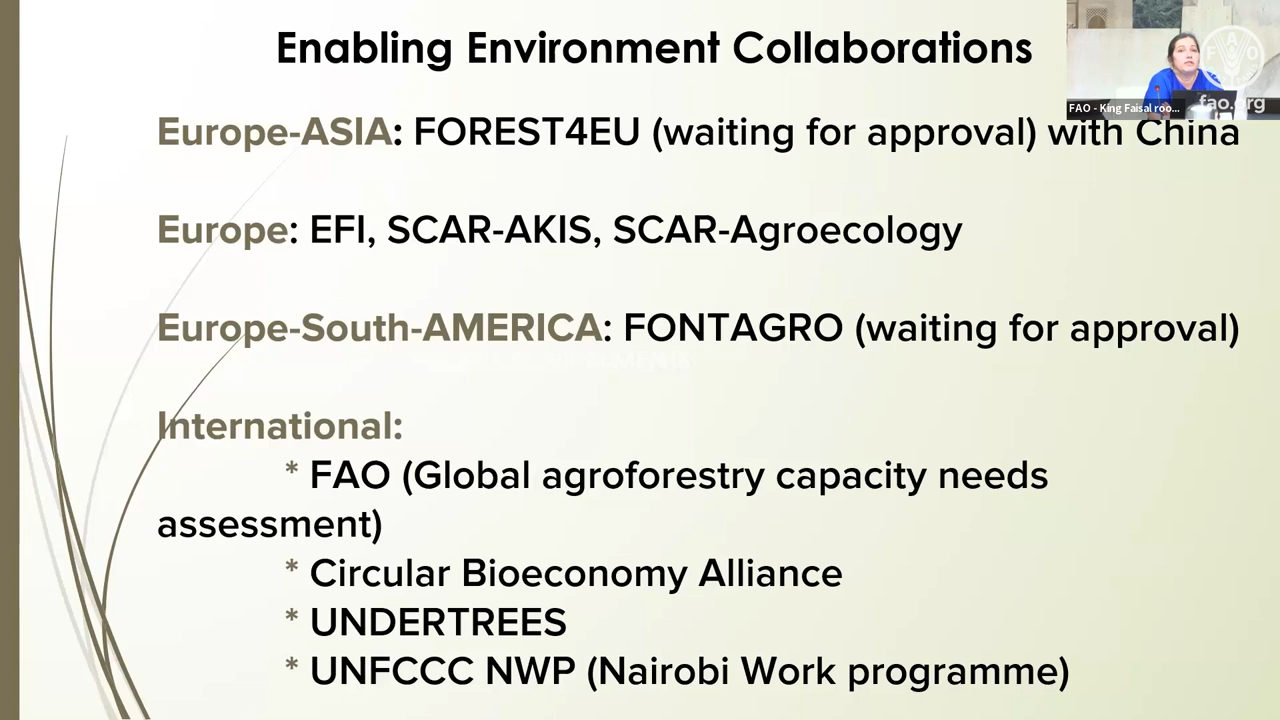 Enabling Environment Collaborations
FAO - King Faisal roo...
FAO
fao.org
Europe-ASIA: FOREST4EU (waiting for approval) with China
Europe: EFI, SCAR-AKIS, SCAR-Agroecology
Europe-South-AMERICA: FONTAGRO (waiting for approval)
International:
* FAO (Global agroforestry capacity needs
assessment)
* Circular Bioeconomy Alliance
* UNDERTREES
* UNFCCC NWP (Nairobi Work programme)